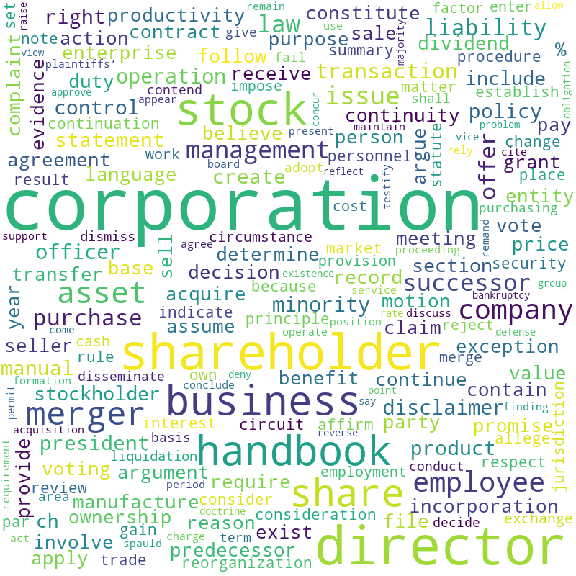 raise remain factor enter use give allow
set right productivity constitute
note action contract law sale liability
complaint enterprise follow fail purpose summary dividend majority procedure %
plaintiffs' view
evidence duty operation receive transaction include
approve appear contend impose matter shall establish
control continuation stock issue continuity policy obligation
statement believe concur person pay
agreement work management present personnel argue statute vice problem change
result language board maintain adopt reflect rely cite offer grant place
create cost testify purchasing entity
corporation
support dismiss agree circumstance determine market meeting remand vote price
officer sell existence provision proceeding section security
transfer base decision because record successor group
year asset acquire service minority motion bankruptcy company
indicate principle position rate discuss
purchase assume shareholder claim reject exception
seller come cash operate merge defense
manual rule disseminate own deny benefit continue contain value
permit formation stockholder conclude business say disclaimer point finding
merger interest circuit affirm party promise
acquisition basis reverse allege jurisdiction
requirement president liquidation handbook product respect
provide voting argument employment employee conduct
review period require share
area manufacture consider incorporation
par ch ownership doctrine reason consideration exist file decide exchange
act spauld charge gain term predecessor director
involve trade reorganization
apply